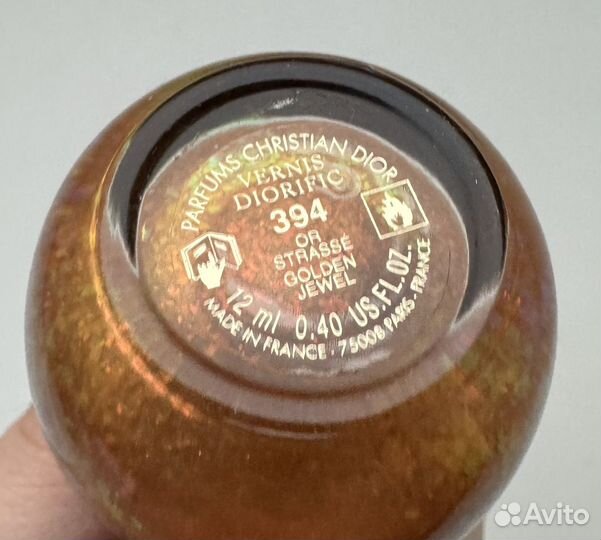 PARFUMS CHRISTIAN DIOR
VERNIS
DIORIFIC
394
OR
STRASSÉ
GOLDEN
JEWEL
12 ml 0,40 US.FL.OZ.
MADE IN FRANCE · 75008 PARIS · FRANCE
Avito